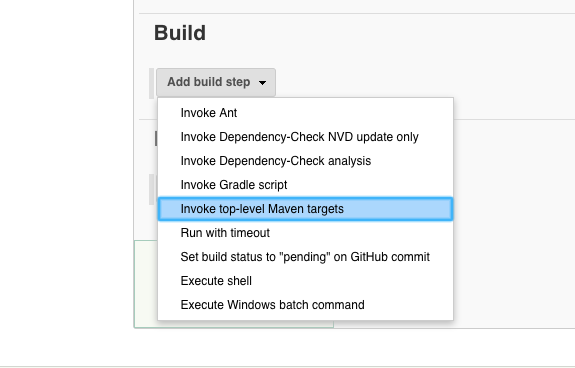 Build
Add build step
Invoke Ant
Invoke Dependency-Check NVD update only
Invoke Dependency-Check analysis
Invoke Gradle script
Invoke top-level Maven targets
Run with timeout
Set build status to "pending" on GitHub commit
Execute shell
Execute Windows batch command